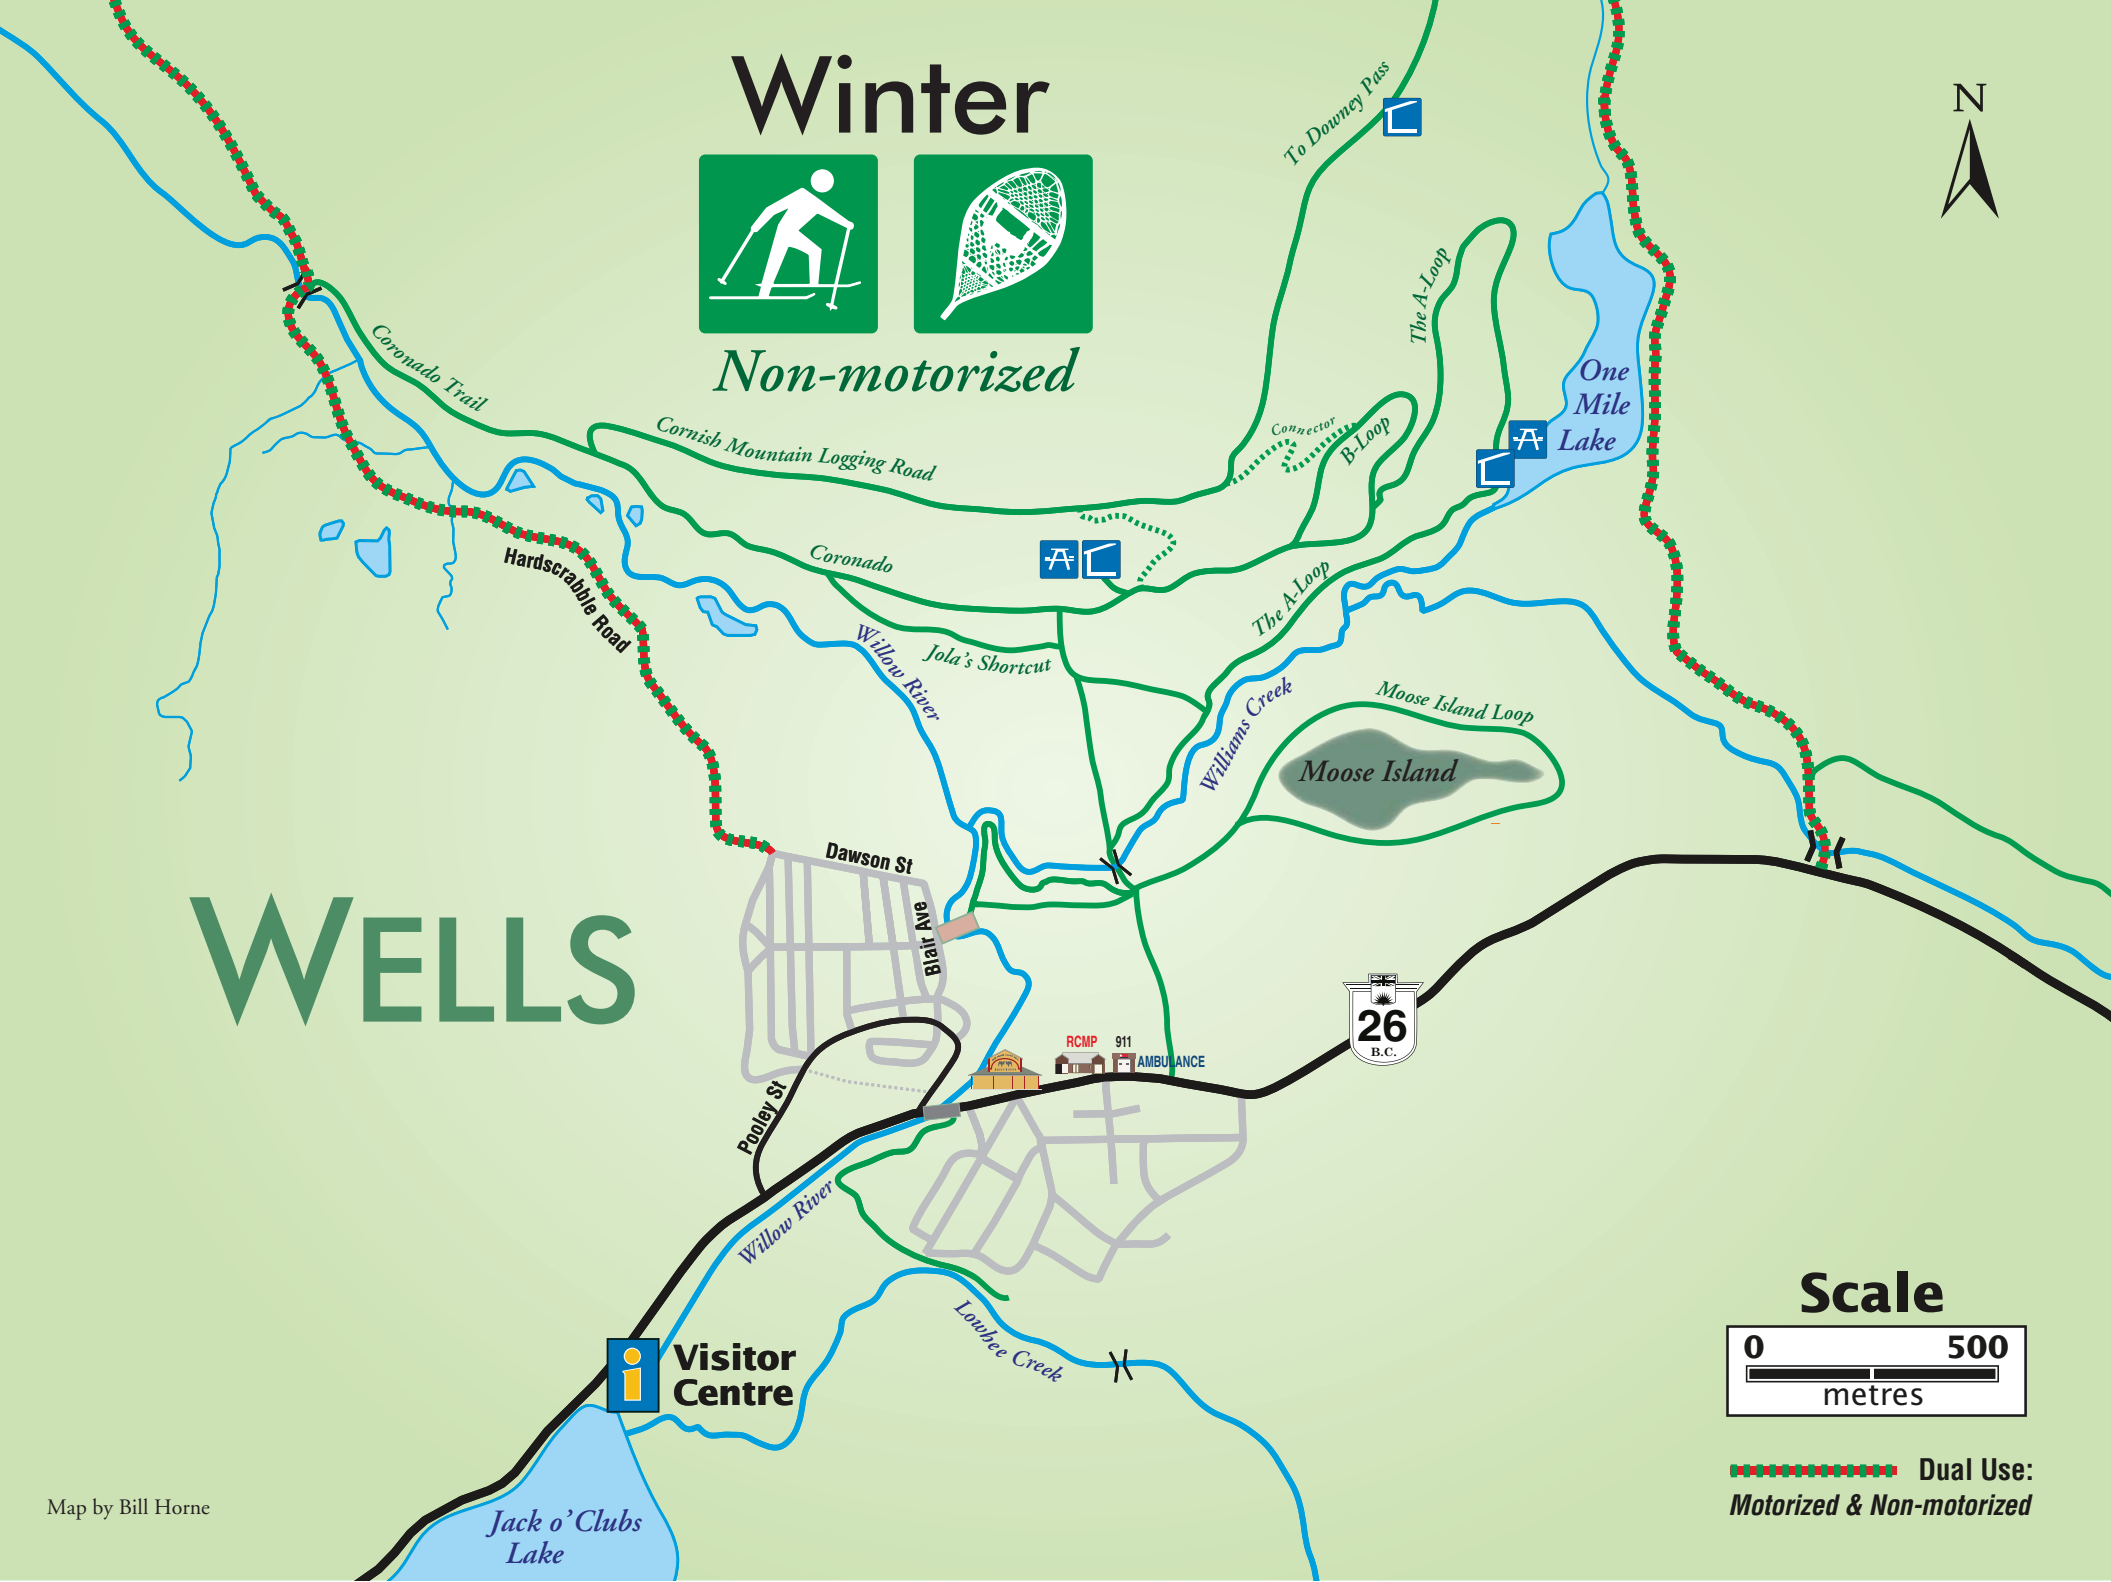 Winter
Non-motorized
N
To Downey Pass
The A-Loop
One
Mile
Lake
Coronado Trail
Cornish Mountain Logging Road
Connector
B-Loop
Hardscrabble Road
Coronado
The A-Loop
Willow River
Jola's Shortcut
Williams Creek
Moose Island Loop
Moose Island
Dawson St
Blair Ave
WELLS
26
B.C.
RCMP
911
AMBULANCE
Pooley St
Willow River
Lowhee Creek
Visitor
Centre
Scale
0 500
metres
Dual Use:
Motorized & Non-motorized
Map by Bill Horne
Jack o' Clubs
Lake